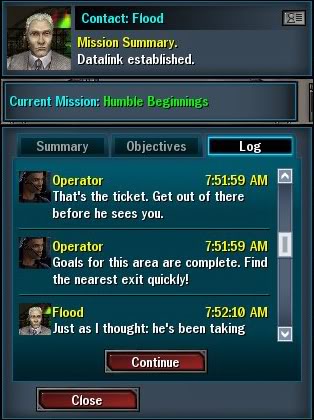 Contact: Flood
Mission Summary.
Datalink established.
Current Mission: Humble Beginnings
Summary
Objectives
Log
Operator 7:51:59 AM
That's the ticket. Get out of there
before he sees you.
Operator 7:51:59 AM
Goals for this area are complete. Find
the nearest exit quickly!
Flood 7:52:10 AM
Just as I thought: he's been taking
Continue
Close